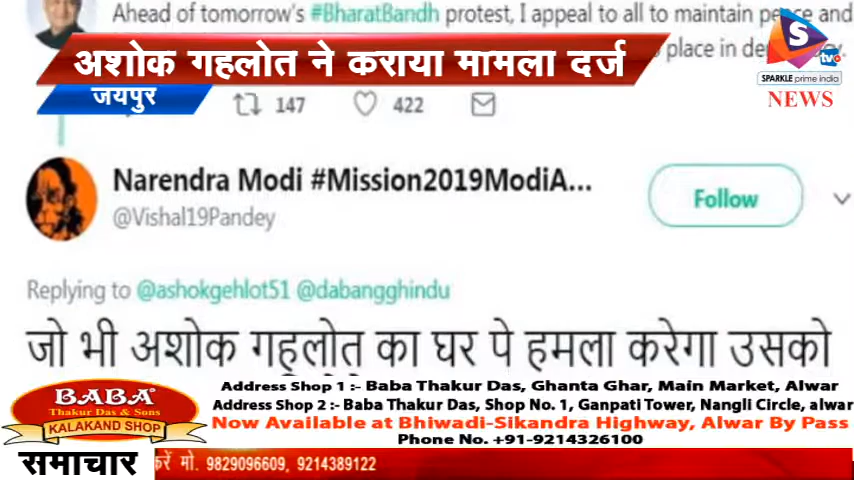 Ahead of tomorrow's #BharatBandh protest, I appeal to all to maintain peace and
place in
अशोक गहलोत ने कराया मामला दर्ज
जयपुर
S tv
SPARKLE prime india
NEWS
147
422
Narendra Modi #Mission2019ModiA...
@Vishal19Pandey
Follow
Replying to @ashokgehlot51 @dabangghindu
जो भी अशोक गहलोत का घर पे हमला करेगा उसको
BABA
Thakur Das & Sons
KALAKAND SHOP
Address Shop 1 :- Baba Thakur Das, Ghanta Ghar, Main Market, Alwar
Address Shop 2 :- Baba Thakur Das, Shop No. 1, Ganpati Tower, Nangli Circle, alwar
Now Available at Bhiwadi-Sikandra Highway, Alwar By Pass
Phone No. +91-9214326100
समाचार
करें मो. 9829096609, 9214389122